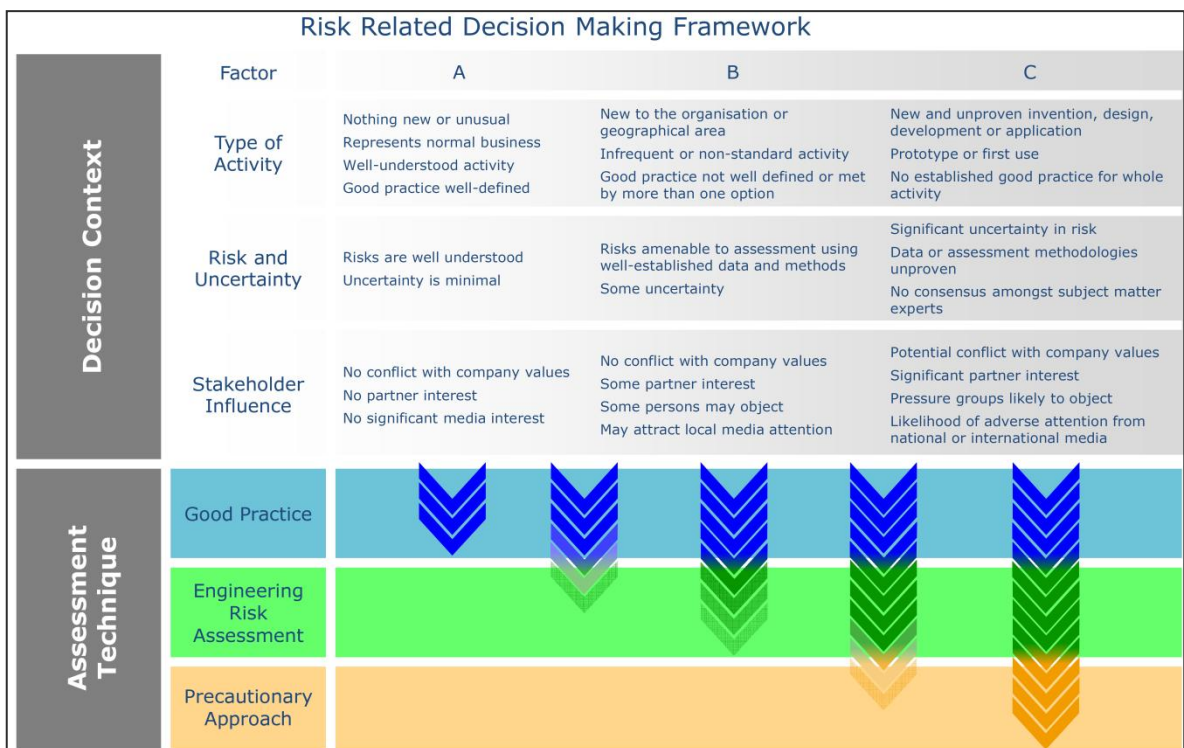 Risk Related Decision Making Framework
Decision Context
Factor
A
B
C
Type of
Activity
Nothing new or unusual
Represents normal business
Well-understood activity
Good practice well-defined
New to the organisation or
geographical area
Infrequent or non-standard activity
Good practice not well defined or met
by more than one option
New and unproven invention, design,
development or application
Prototype or first use
No established good practice for whole
activity
Risk and
Uncertainty
Risks are well understood
Uncertainty is minimal
Risks amenable to assessment using
well-established data and methods
Some uncertainty
Significant uncertainty in risk
Data or assessment methodologies
unproven
No consensus amongst subject matter
experts
Stakeholder
Influence
No conflict with company values
No partner interest
No significant media interest
No conflict with company values
Some partner interest
Some persons may object
May attract local media attention
Potential conflict with company values
Significant partner interest
Pressure groups likely to object
Likelihood of adverse attention from
national or international media
Assessment
Technique
Good Practice
Engineering
Risk
Assessment
Precautionary
Approach